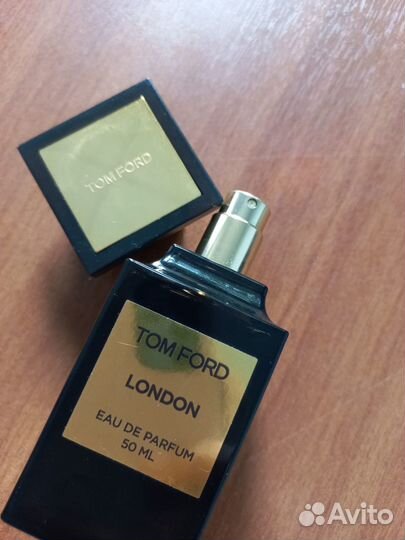 TOM FORD
TOM FORD
LONDON
EAU DE PARFUM
50 ML
Avito